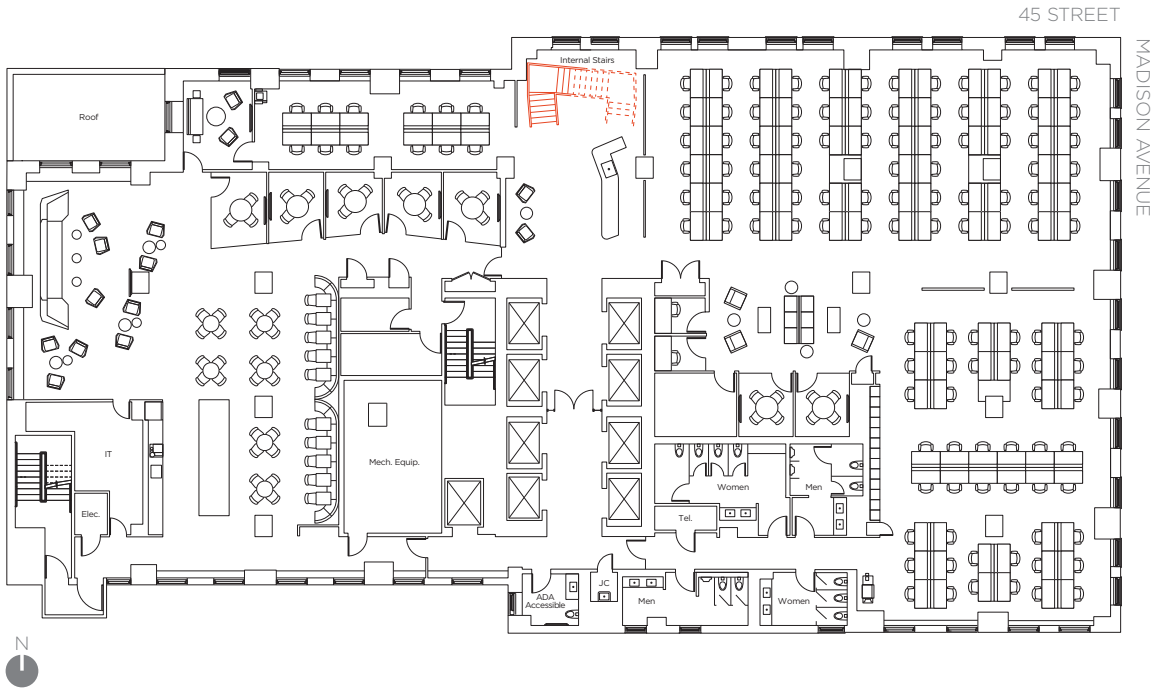 45 STREET
MADISON AVENUE
Internal Stairs
Roof
IT
Mech. Equip.
Elec.
Women
Men
Tel.
JC
ADA
Accessible
Men
Women
N